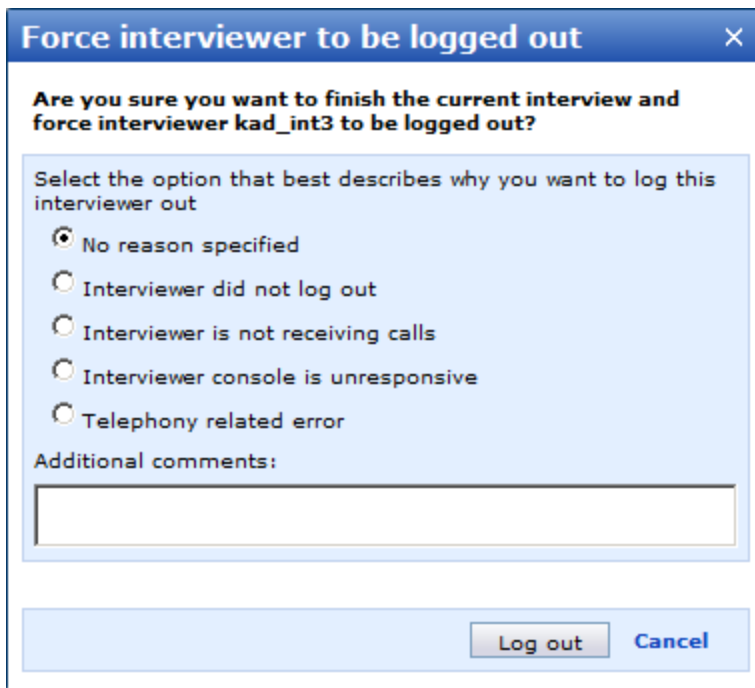 Force interviewer to be logged out
Are you sure you want to finish the current interview and
force interviewer kad_int3 to be logged out?
Select the option that best describes why you want to log this
interviewer out
No reason specified
Interviewer did not log out
Interviewer is not receiving calls
Interviewer console is unresponsive
Telephony related error
Additional comments:
Log out Cancel